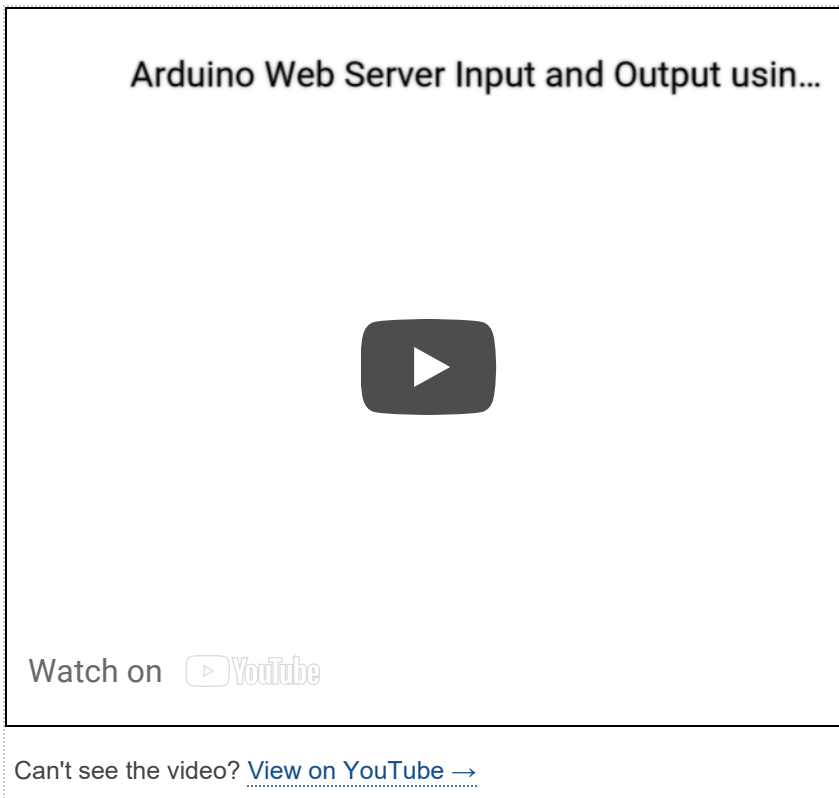 Arduino Web Server Input and Output usin...
Watch on YouTube
Can't see the video? View on YouTube →